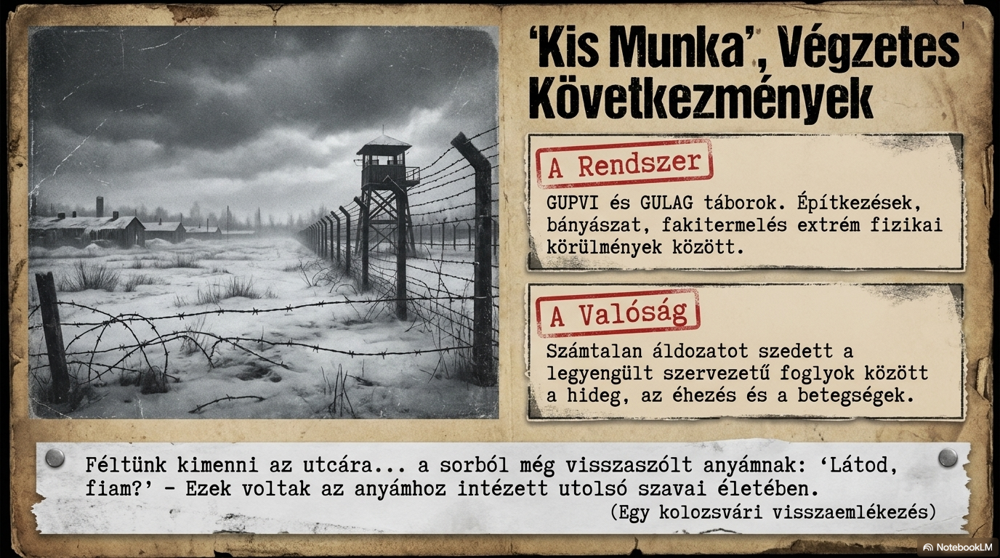 ‘Kis Munka’, Végzetes
Következmények
A Rendszer
GUPVI és GULAG táborok. Építkezések,
bányászat, fakitermelés extrém fizikai
körülmények között.
A Valóság
Számtalan áldozatot szedett a
legyengült szervezetű foglyok között
a hideg, az éhezés és a betegségek.
Féltünk kimenni az utcára... a sorból még visszaszólt anyámnak: ‘Látod,
fiam?’ – Ezek voltak az anyámhoz intézett utolsó szavai életében.
(Egy kolozsvári visszaemlékezés)
NotebookLM